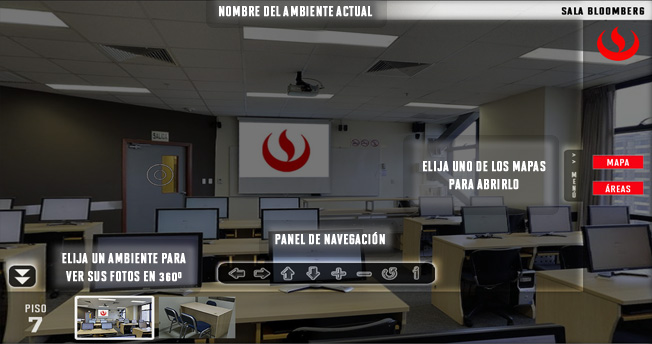 NOMBRE DEL AMBIENTE ACTUAL
SALA BLOOMBERG
ELIJA UNO DE LOS MAPAS
PARA ABRIRLO
>> MENÚ
MAPA
ÁREAS
PANEL DE NAVEGACIÓN
ELIJA UN AMBIENTE PARA
VER SUS FOTOS EN 360º
PISO
7